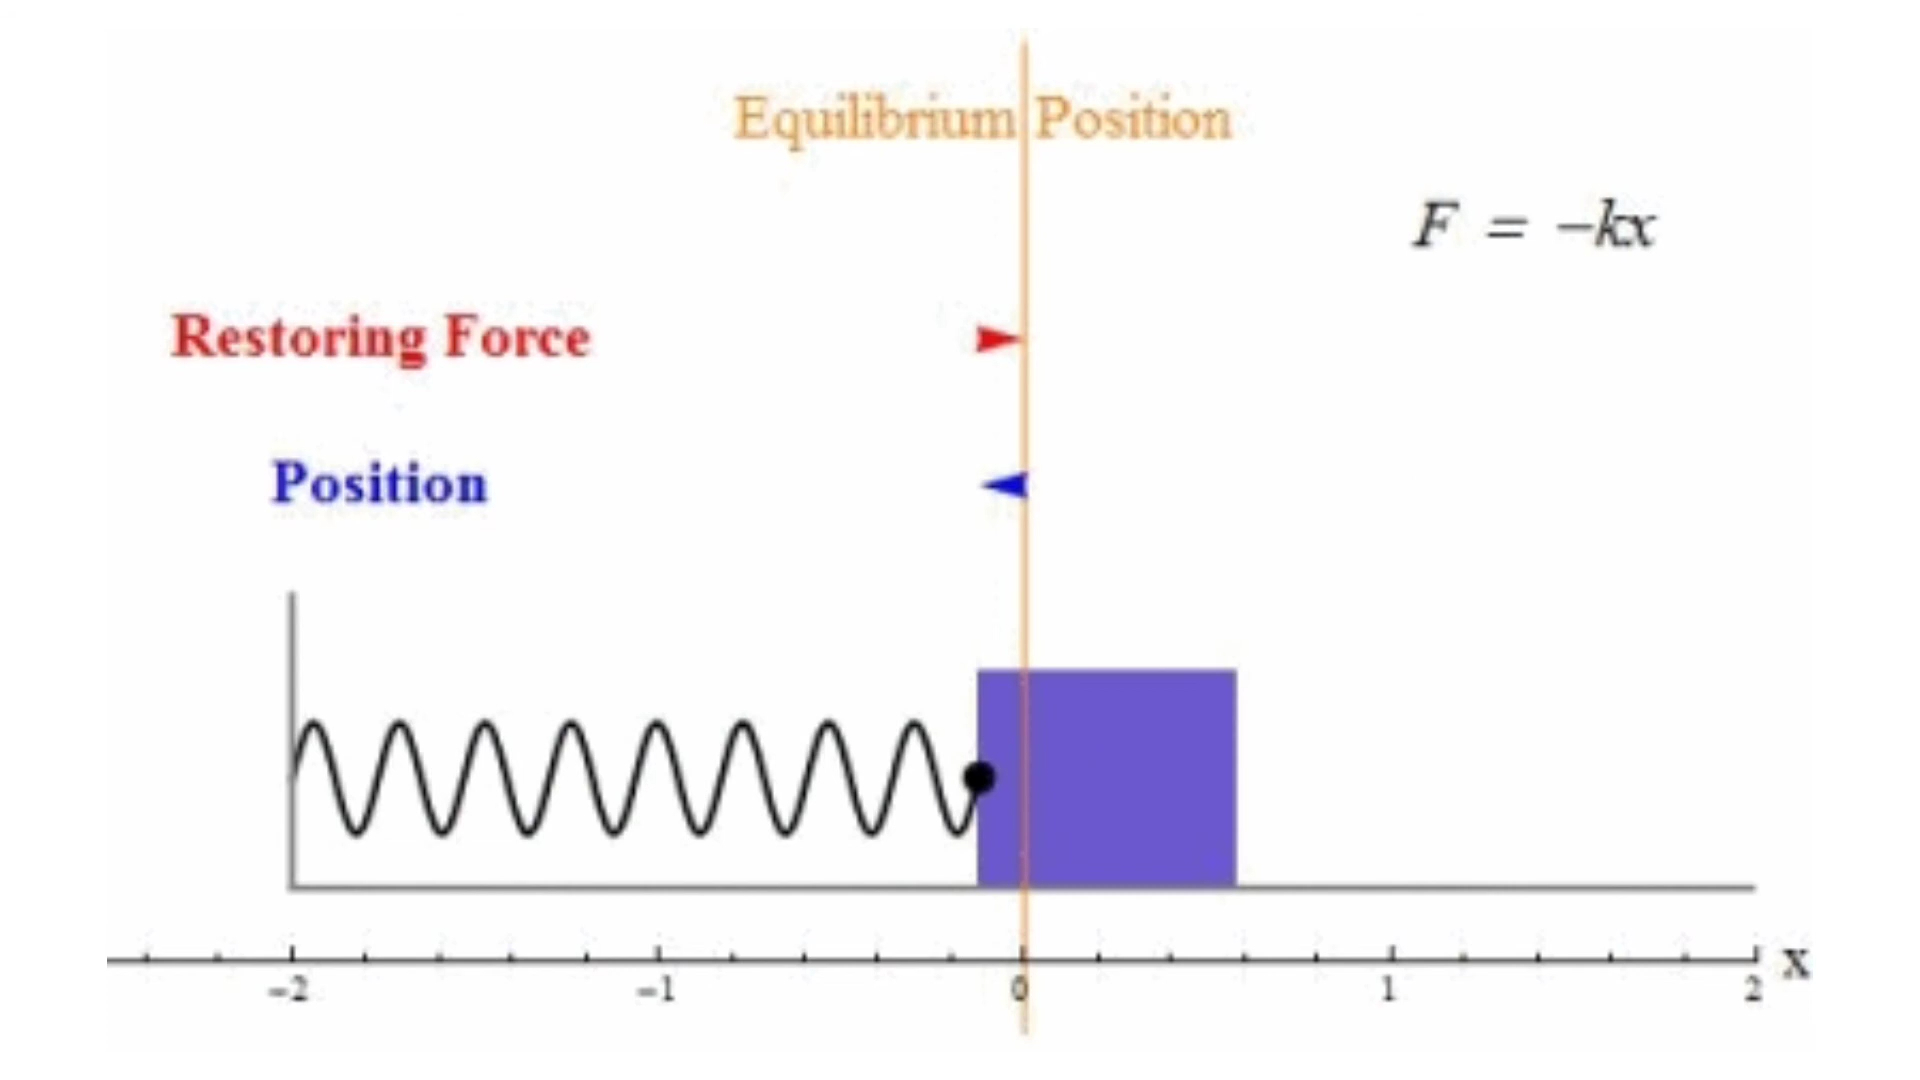 Equilibrium Position
F = −kx
Restoring Force
Position
−2 −1 0 1 2 x